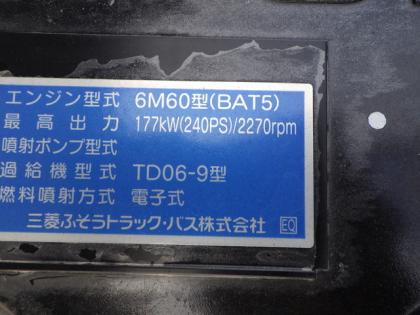 エンジン型式 6M60型(BAT5)
最高出力 177kW(240PS)/2270rpm
噴射ポンプ型式
過給機型式 TD06-9型
燃料噴射方式 電子式
三菱ふそうトラック・バス株式会社 EQ